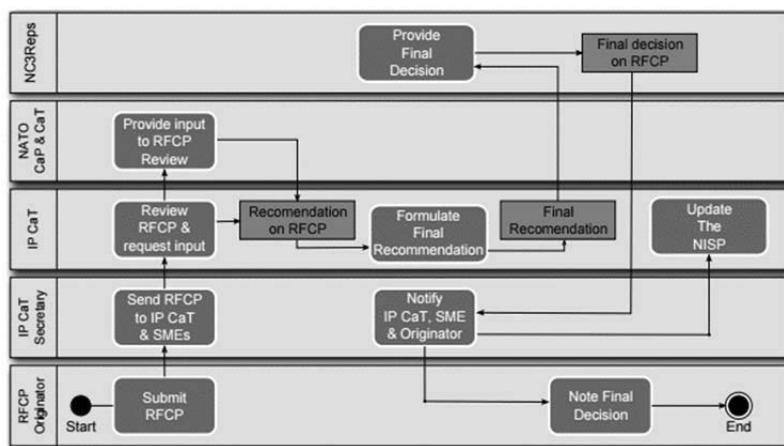 NC3Reps
Provide
Final
Decision
Final decision
on RFCP
NATO
CaP & CaT
Provide input
to RFCP
Review
IP CaT
Review
RFCP &
request input
Recomendation
on RFCP
Formulate
Final
Recommendation
Final
Recomendation
Update
The
NISP
IP CaT
Secretary
Send RFCP
to IP CaT
& SMEs
Notify
IP CaT, SME
& Originator
RFCP
Originator
Start
Submit
RFCP
Note Final
Decision
End